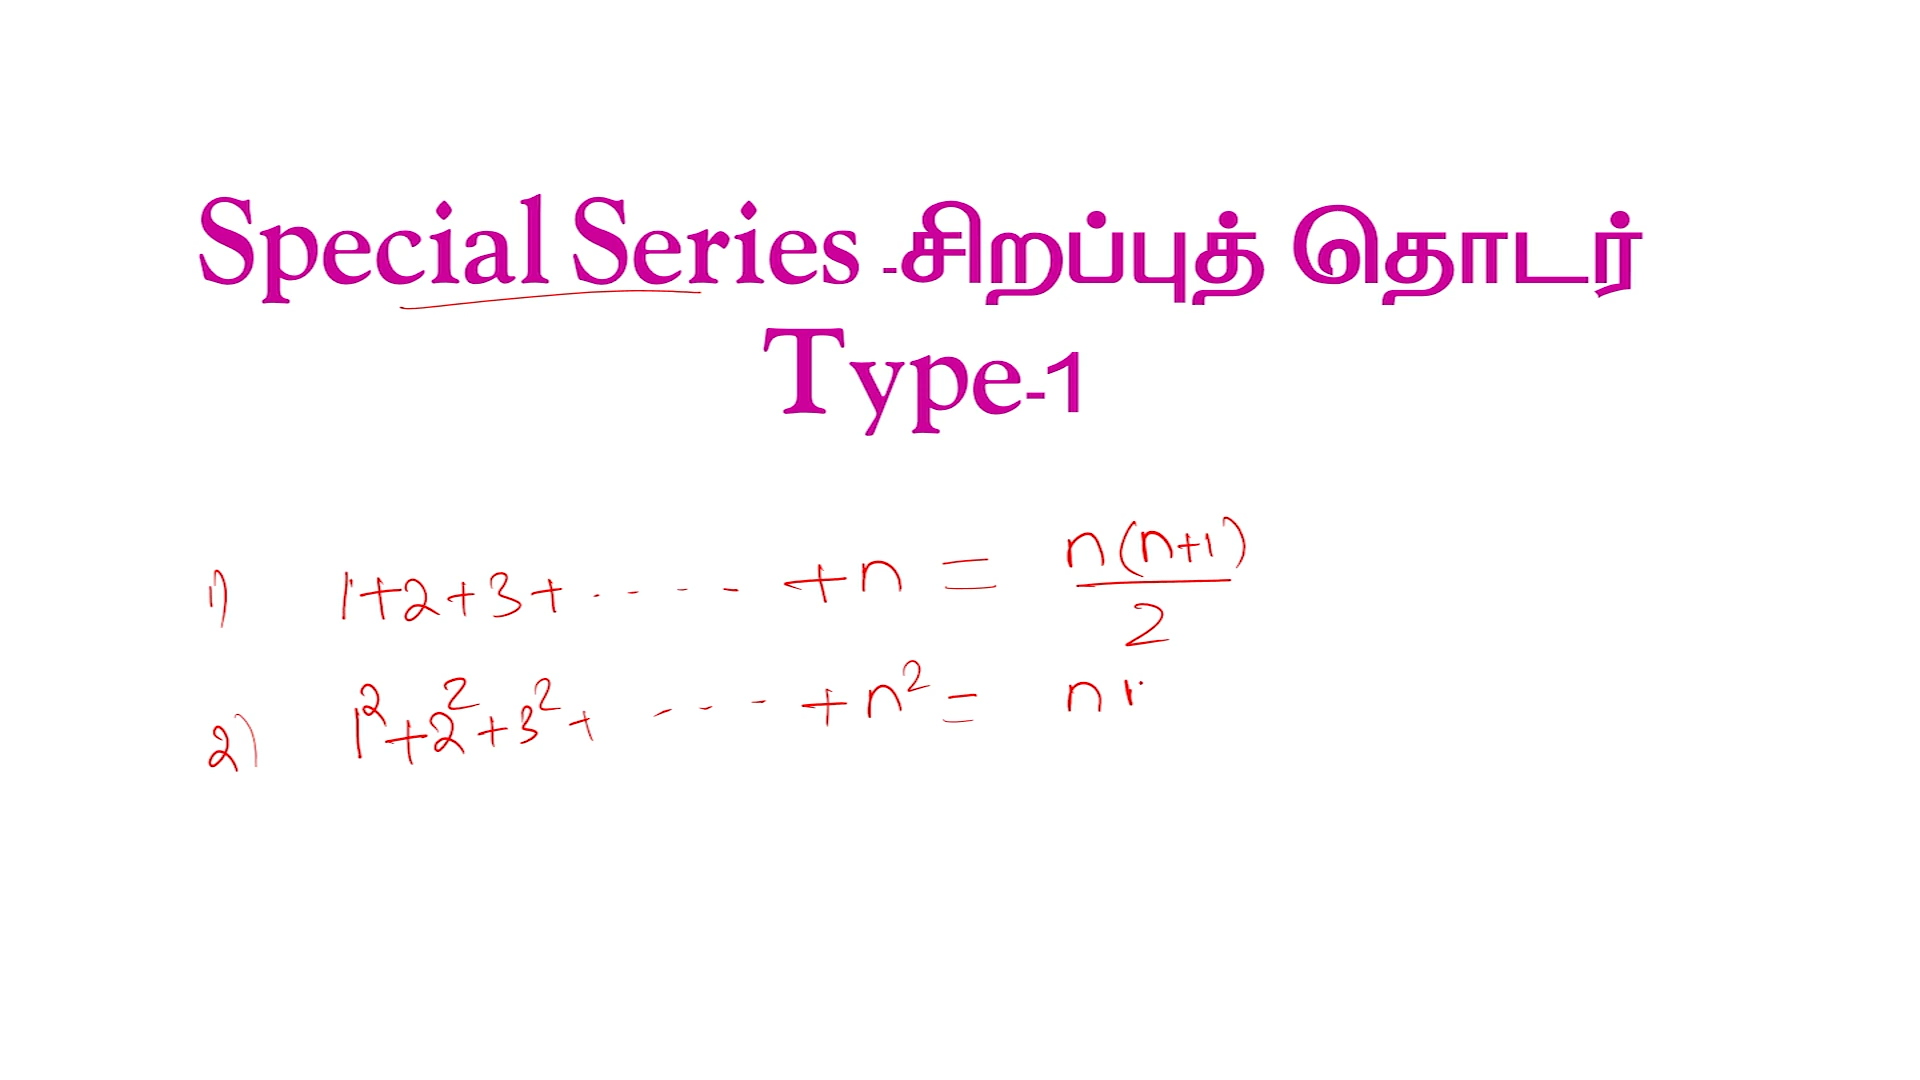 Special Series -சிறப்புத் தொடர்
Type-1
1) 1+2+3+ ..... +n = n(n+1)/2
2) 1²+2²+3²+ ---- +n² = n